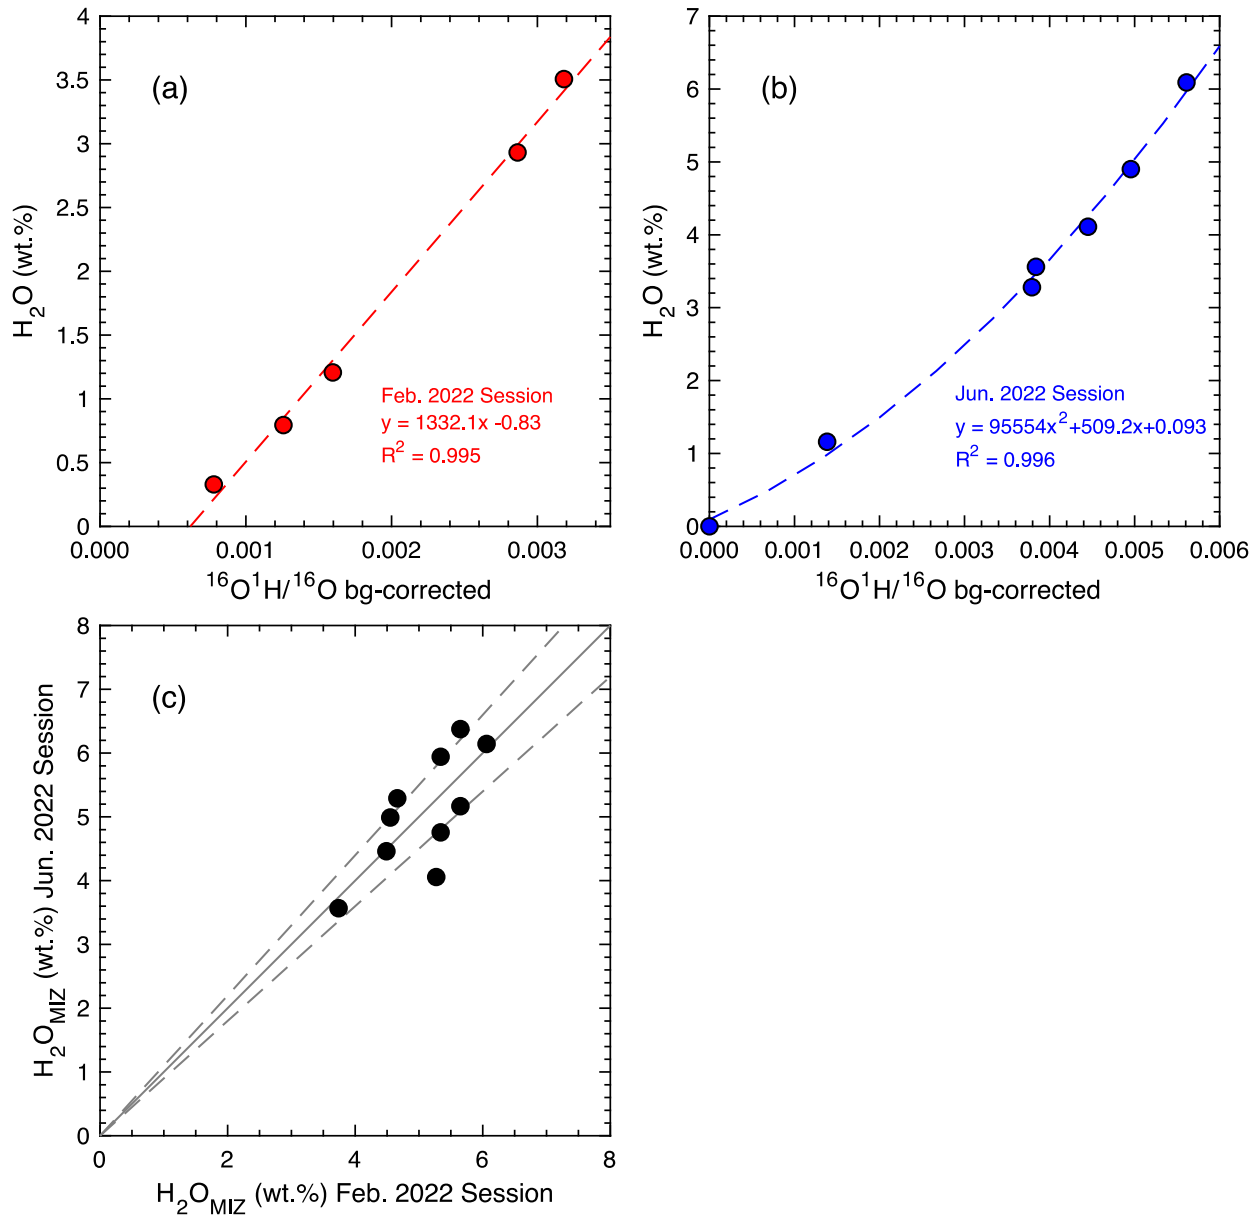 4
3.5
3
2.5
2
1.5
1
0.5
0
(a)
H₂O (wt.%)
Feb. 2022 Session
y = 1332.1x -0.83
R² = 0.995
0.000 0.001 0.002 0.003
¹⁶O¹H/¹⁶O bg-corrected
7
6
5
4
3
2
1
0
(b)
H₂O (wt.%)
Jun. 2022 Session
y = 95554x²+509.2x+0.093
R² = 0.996
0.000 0.001 0.002 0.003 0.004 0.005 0.006
¹⁶O¹H/¹⁶O bg-corrected
8
7
6
5
4
3
2
1
0
(c)
H₂O_MIZ (wt.%) Jun. 2022 Session
0 2 4 6 8
H₂O_MIZ (wt.%) Feb. 2022 Session